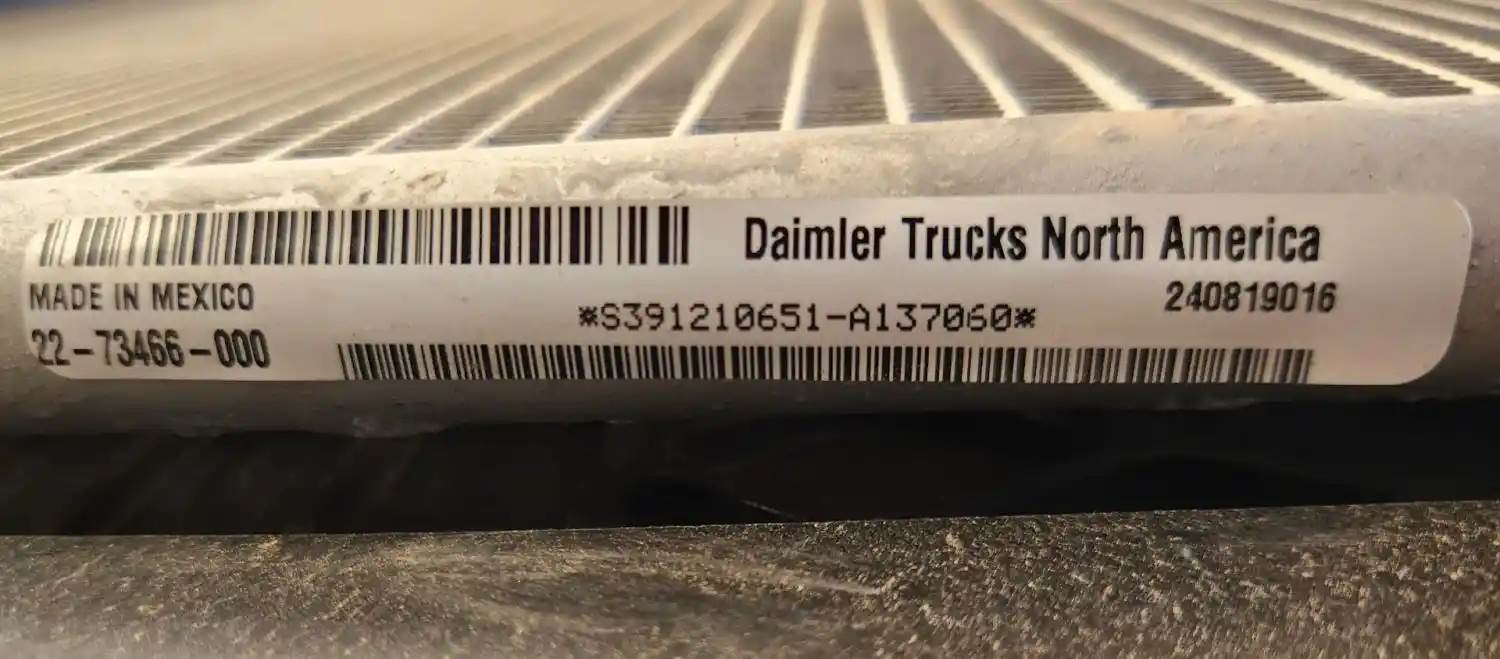 Daimler Trucks North America
MADE IN MEXICO
240819016
*S391210651-A137060*
22-73466-000